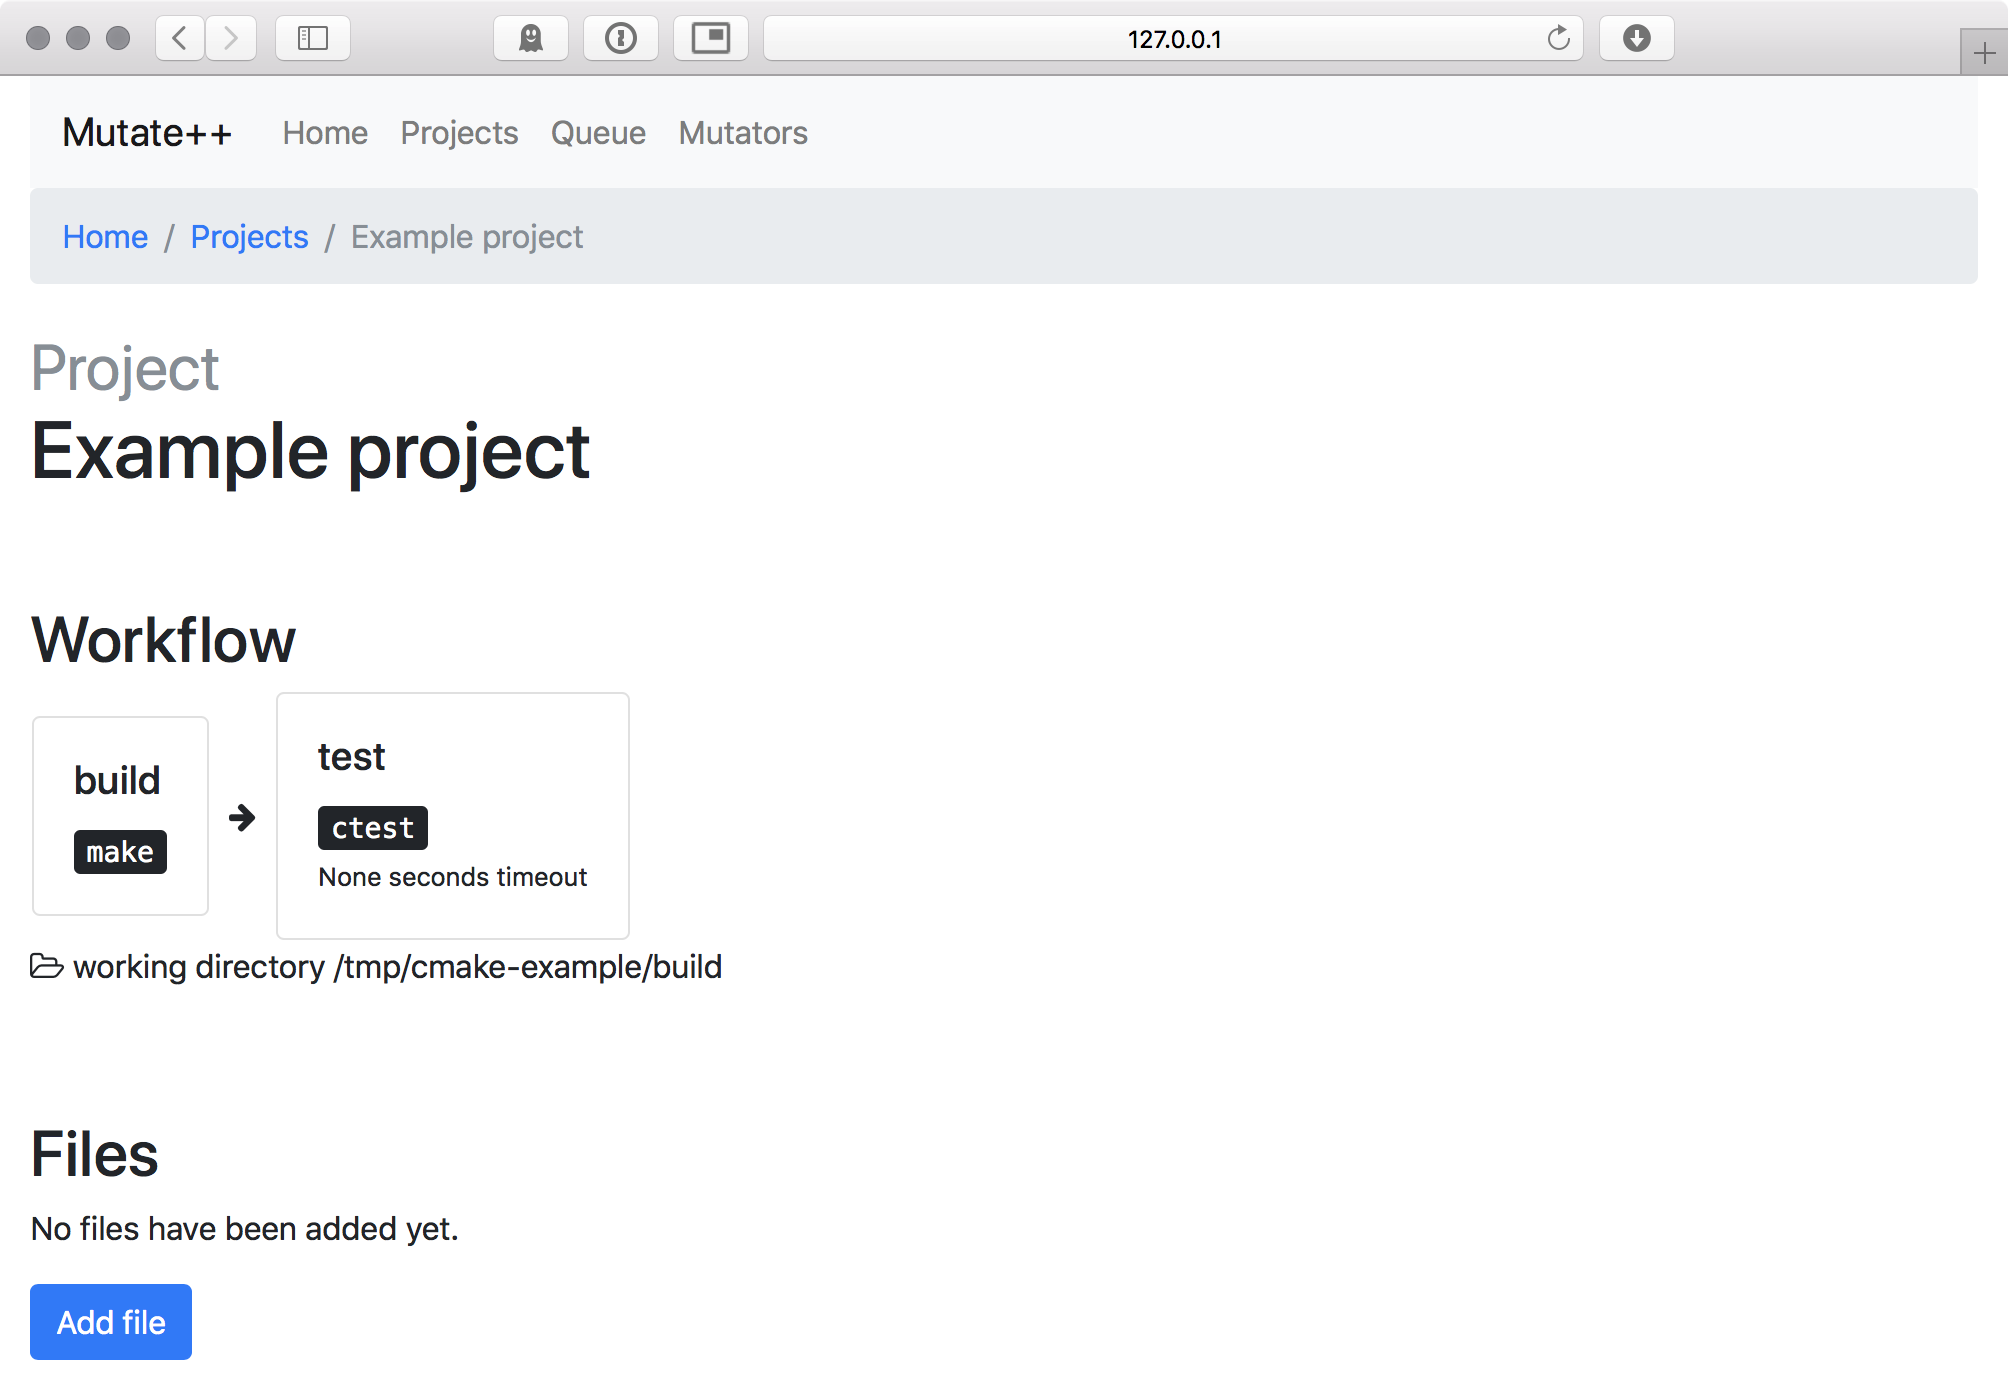 127.0.0.1
Mutate++ Home Projects Queue Mutators
Home / Projects / Example project
Project
Example project
Workflow
build
make
test
ctest
None seconds timeout
working directory /tmp/cmake-example/build
Files
No files have been added yet.
Add file